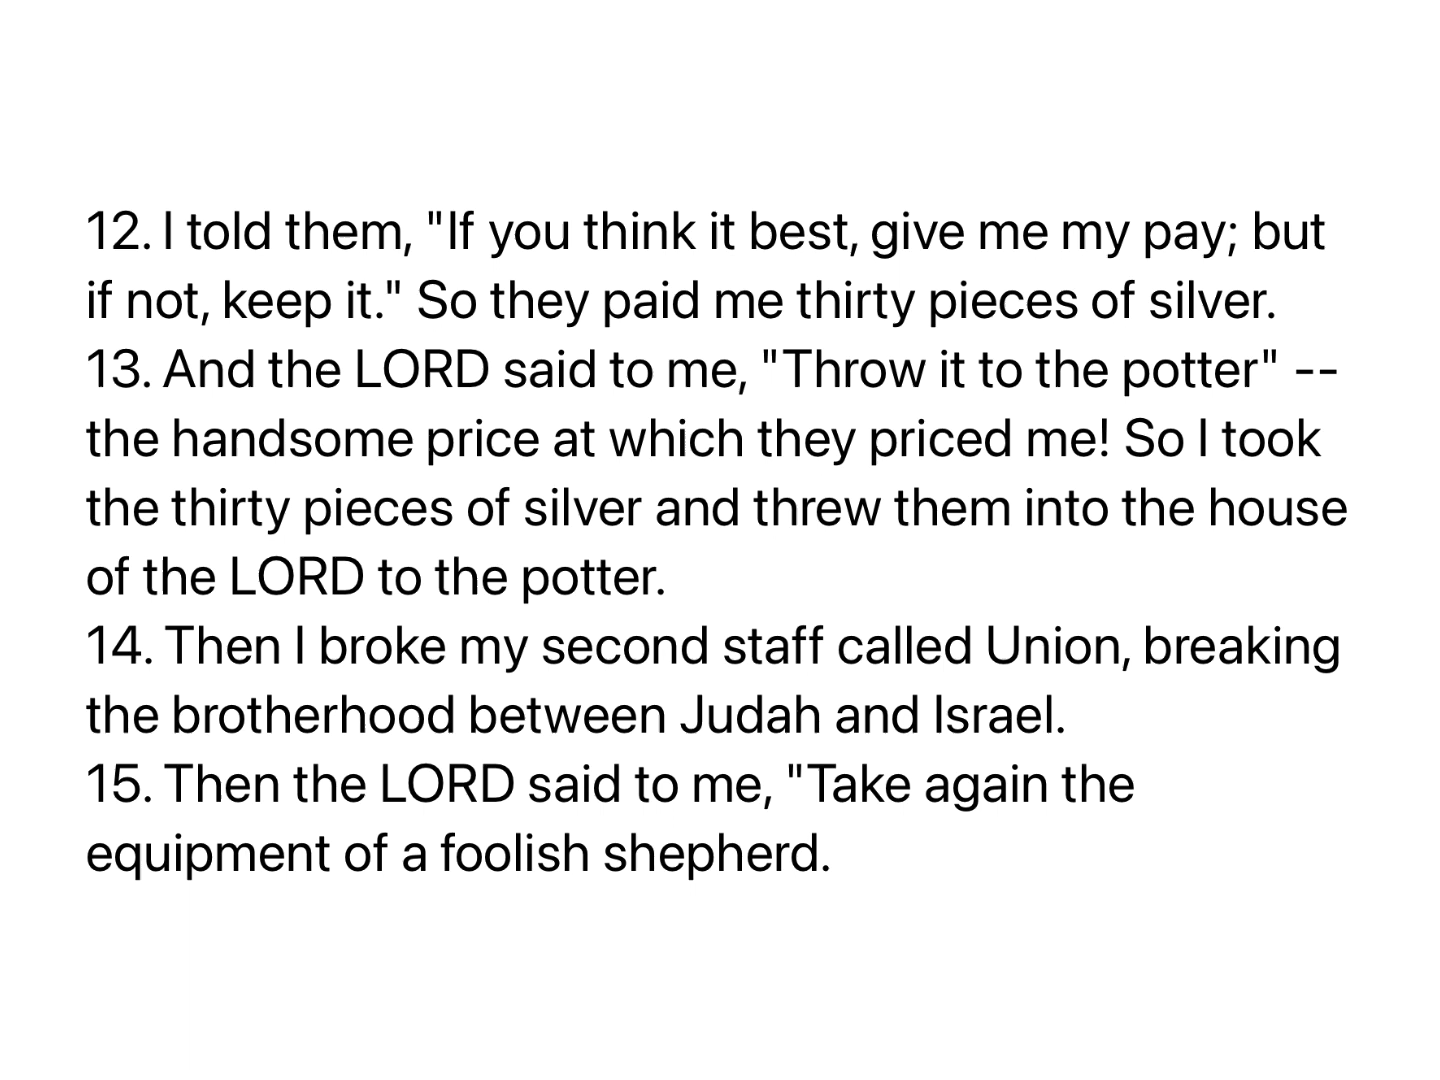 12. I told them, "If you think it best, give me my pay; but
if not, keep it." So they paid me thirty pieces of silver.
13. And the LORD said to me, "Throw it to the potter" --
the handsome price at which they priced me! So I took
the thirty pieces of silver and threw them into the house
of the LORD to the potter.
14. Then I broke my second staff called Union, breaking
the brotherhood between Judah and Israel.
15. Then the LORD said to me, "Take again the
equipment of a foolish shepherd.